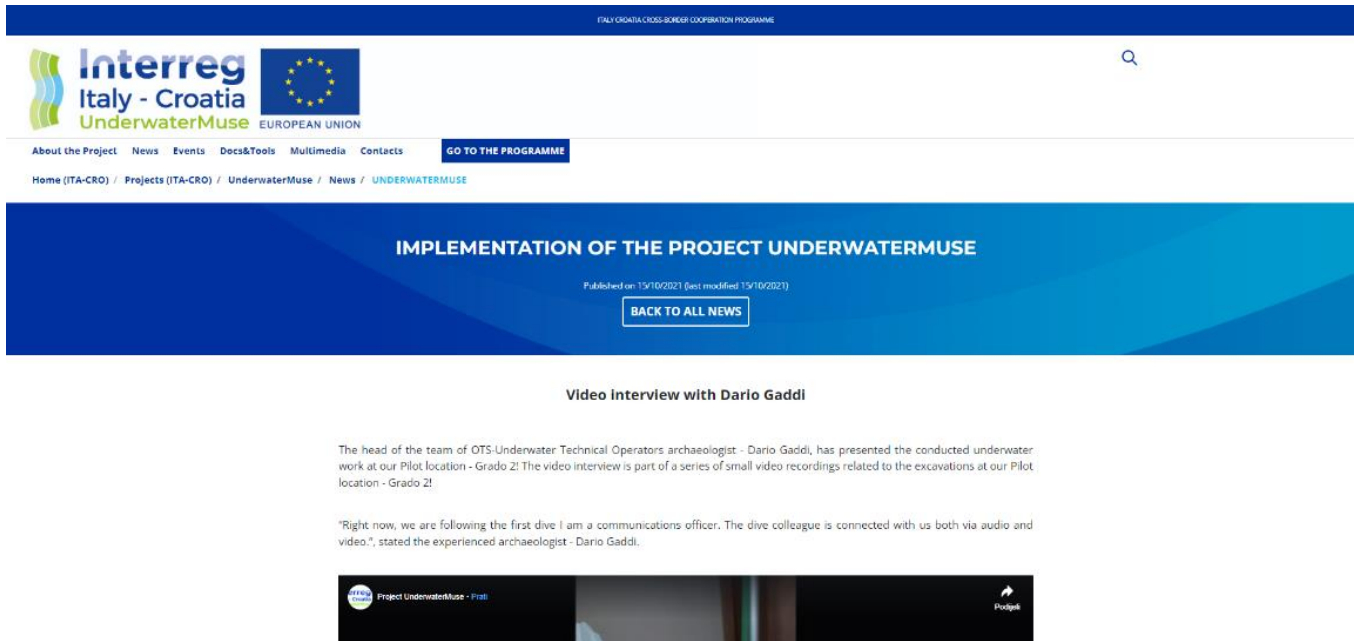 ITALY CROATIA CROSS-BORDER COOPERATION PROGRAMME
Interreg
Italy - Croatia
UnderwaterMuse
EUROPEAN UNION
About the Project News Events Docs&Tools Multimedia Contacts GO TO THE PROGRAMME
Home (ITA-CRO) / Projects (ITA-CRO) / UnderwaterMuse / News / UNDERWATERMUSE
IMPLEMENTATION OF THE PROJECT UNDERWATERMUSE
Published on 15/10/2021 (last modified 15/10/2021)
BACK TO ALL NEWS
Video interview with Dario Gaddi
The head of the team of OTS-Underwater Technical Operators archaeologist - Dario Gaddi, has presented the conducted underwater
work at our Pilot location - Grado 2! The video interview is part of a series of small video recordings related to the excavations at our Pilot
location - Grado 2!
"Right now, we are following the first dive I am a communications officer. The dive colleague is connected with us both via audio and
video.", stated the experienced archaeologist - Dario Gaddi.
Project UnderwaterMuse - Prati
Podijeli